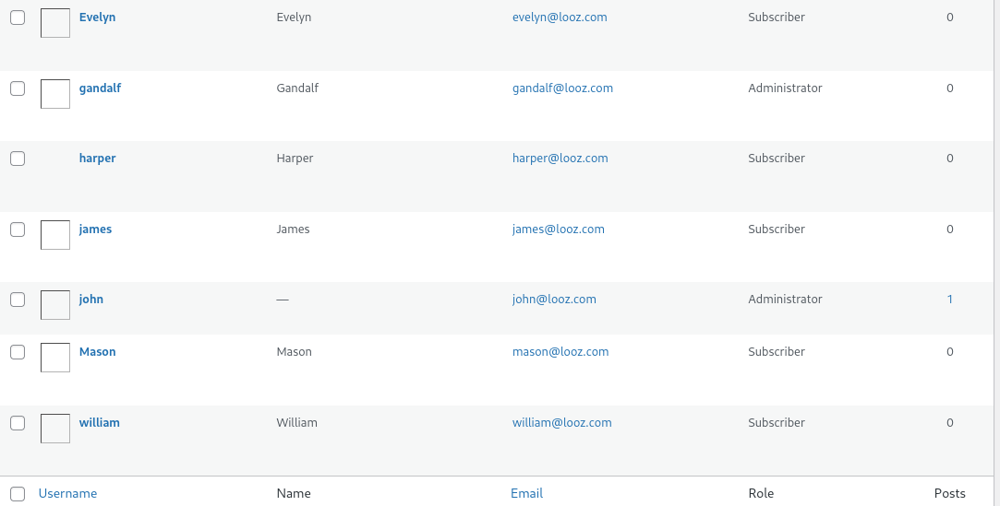 Evelyn Evelyn evelyn@looz.com Subscriber 0
gandalf Gandalf gandalf@looz.com Administrator 0
harper Harper harper@looz.com Subscriber 0
james James james@looz.com Subscriber 0
john — john@looz.com Administrator 1
Mason Mason mason@looz.com Subscriber 0
william William william@looz.com Subscriber 0
Username Name Email Role Posts